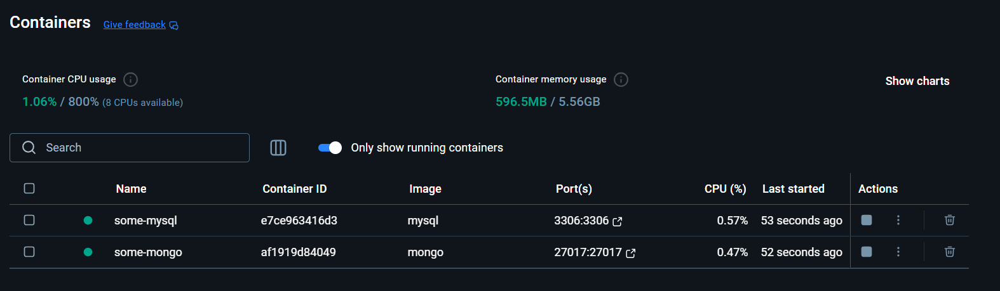 Containers Give feedback
Container CPU usage
1.06% / 800% (8 CPUs available)
Container memory usage
596.5MB / 5.56GB
Show charts
Search
Only show running containers
Name Container ID Image Port(s) CPU (%) Last started Actions
some-mysql e7ce963416d3 mysql 3306:3306 0.57% 53 seconds ago
some-mongo af1919d84049 mongo 27017:27017 0.47% 52 seconds ago